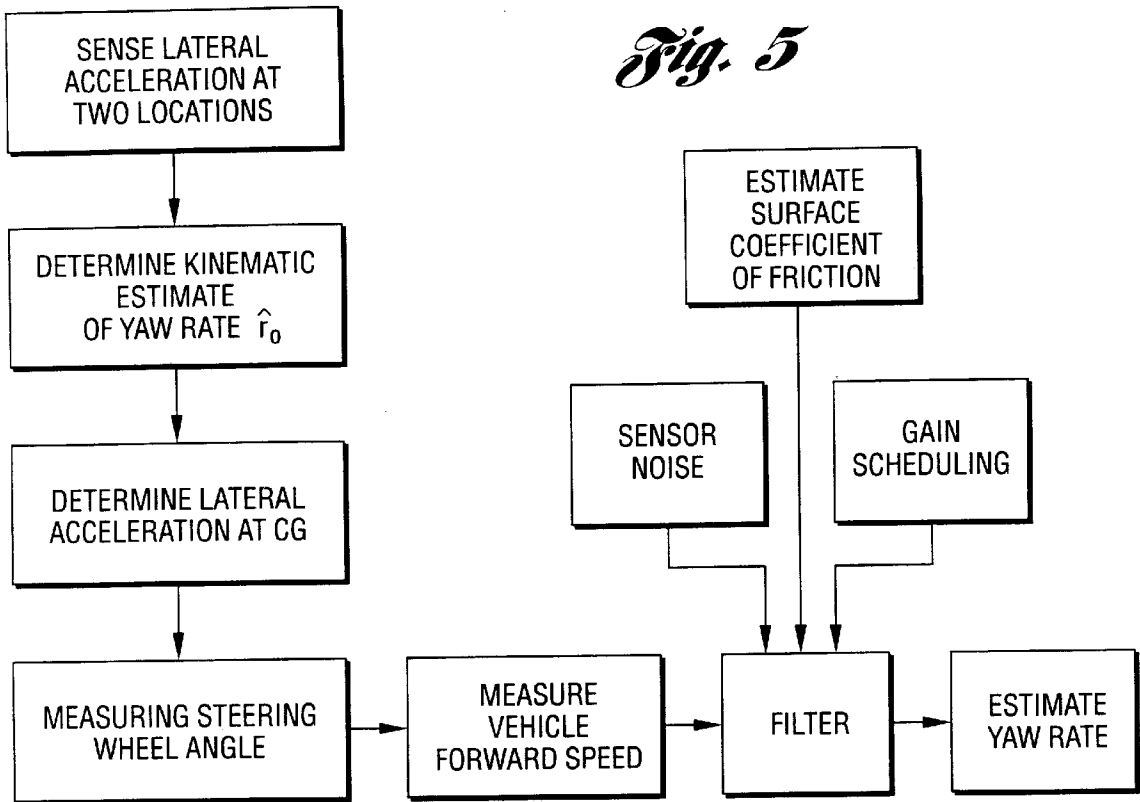 Fig. 5
SENSE LATERAL
ACCELERATION AT
TWO LOCATIONS
DETERMINE KINEMATIC
ESTIMATE
OF YAW RATE r̂₀
DETERMINE LATERAL
ACCELERATION AT CG
MEASURING STEERING
WHEEL ANGLE
MEASURE
VEHICLE
FORWARD SPEED
ESTIMATE
SURFACE
COEFFICIENT
OF FRICTION
SENSOR
NOISE
GAIN
SCHEDULING
FILTER
ESTIMATE
YAW RATE